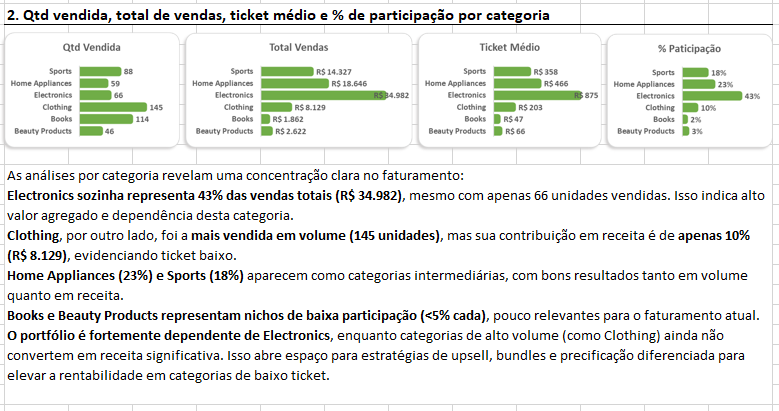 2. Qtd vendida, total de vendas, ticket médio e % de participação por categoria
Qtd Vendida
Sports 88
Home Appliances 59
Electronics 66
Clothing 145
Books 114
Beauty Products 46
Total Vendas
Sports R$ 14.327
Home Appliances R$ 18.646
Electronics R$ 34.982
Clothing R$ 8.129
Books R$ 1.862
Beauty Products R$ 2.622
Ticket Médio
Sports R$ 358
Home Appliances R$ 466
Electronics R$ 875
Clothing R$ 203
Books R$ 47
Beauty Products R$ 66
% Paticipação
Sports 18%
Home Appliances 23%
Electronics 43%
Clothing 10%
Books 2%
Beauty Products 3%
As análises por categoria revelam uma concentração clara no faturamento:
Electronics sozinha representa 43% das vendas totais (R$ 34.982), mesmo com apenas 66 unidades vendidas. Isso indica alto
valor agregado e dependência desta categoria.
Clothing, por outro lado, foi a mais vendida em volume (145 unidades), mas sua contribuição em receita é de apenas 10%
(R$ 8.129), evidenciando ticket baixo.
Home Appliances (23%) e Sports (18%) aparecem como categorias intermediárias, com bons resultados tanto em volume
quanto em receita.
Books e Beauty Products representam nichos de baixa participação (<5% cada), pouco relevantes para o faturamento atual.
O portfólio é fortemente dependente de Electronics, enquanto categorias de alto volume (como Clothing) ainda não
convertem em receita significativa. Isso abre espaço para estratégias de upsell, bundles e precificação diferenciada para
elevar a rentabilidade em categorias de baixo ticket.